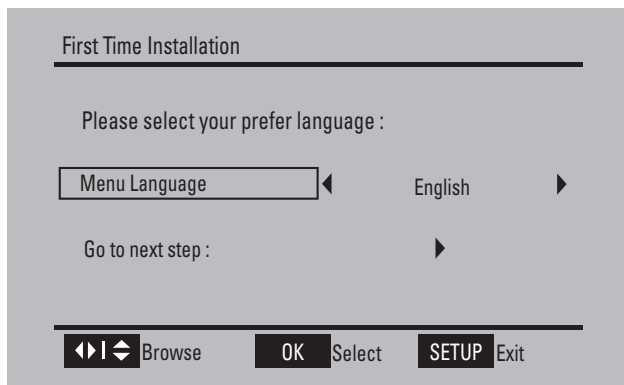 First Time Installation
Please select your prefer language :
Menu Language English
Go to next step :
Browse OK Select SETUP Exit